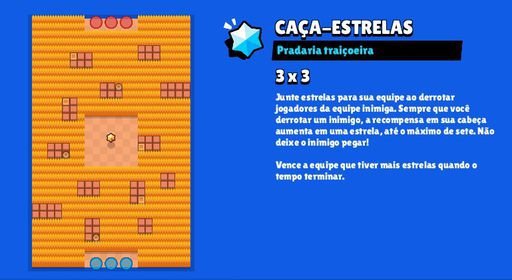 CAÇA-ESTRELAS
Pradaria traiçoeira
3 x 3
Junte estrelas para sua equipe ao derrotar
jogadores da equipe inimiga. Sempre que você
derrotar um inimigo, a recompensa em sua cabeça
aumenta em uma estrela, até o máximo de sete. Não
deixe o inimigo pegar!
Vence a equipe que tiver mais estrelas quando o
tempo terminar.